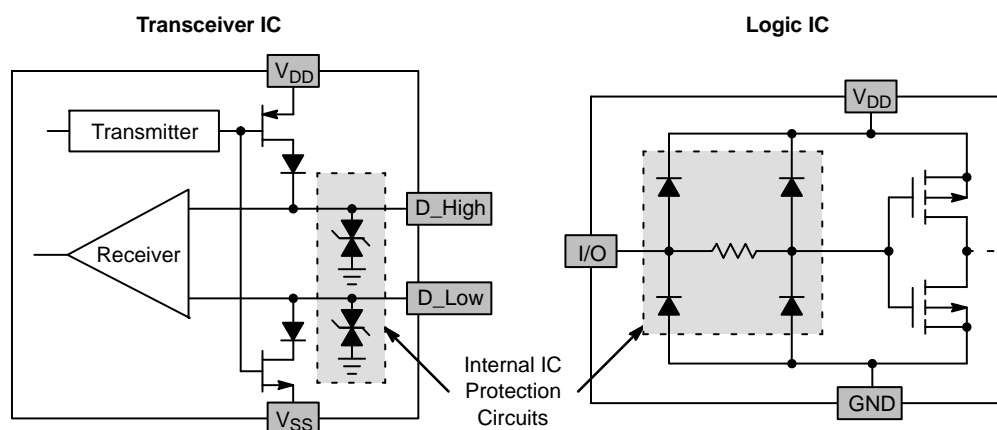 Transceiver IC
Logic IC
VDD
VDD
Transmitter
D_High
Receiver
I/O
D_Low
Internal IC
Protection
Circuits
GND
VSS